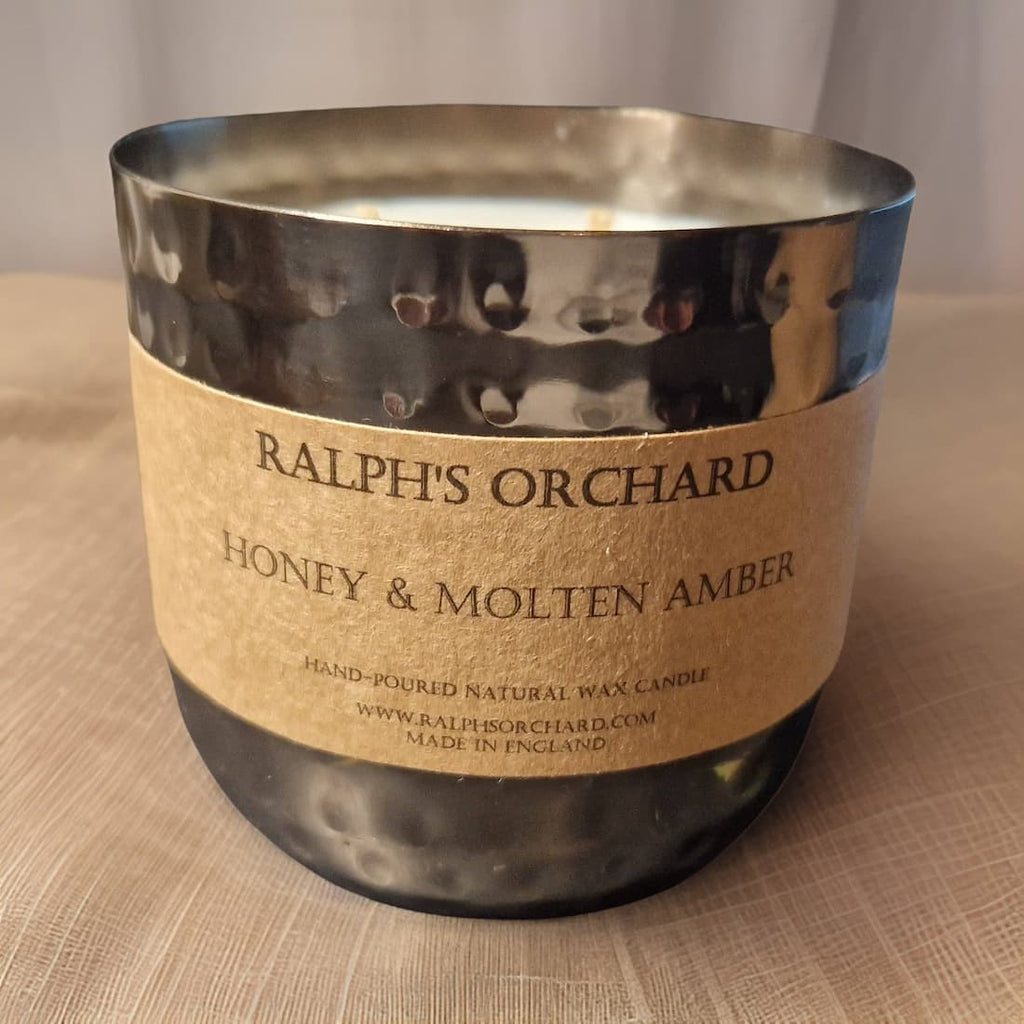 RALPH'S ORCHARD
HONEY & MOLTEN AMBER
HAND-POURED NATURAL WAX CANDLE
WWW.RALPHSORCHARD.COM
MADE IN ENGLAND